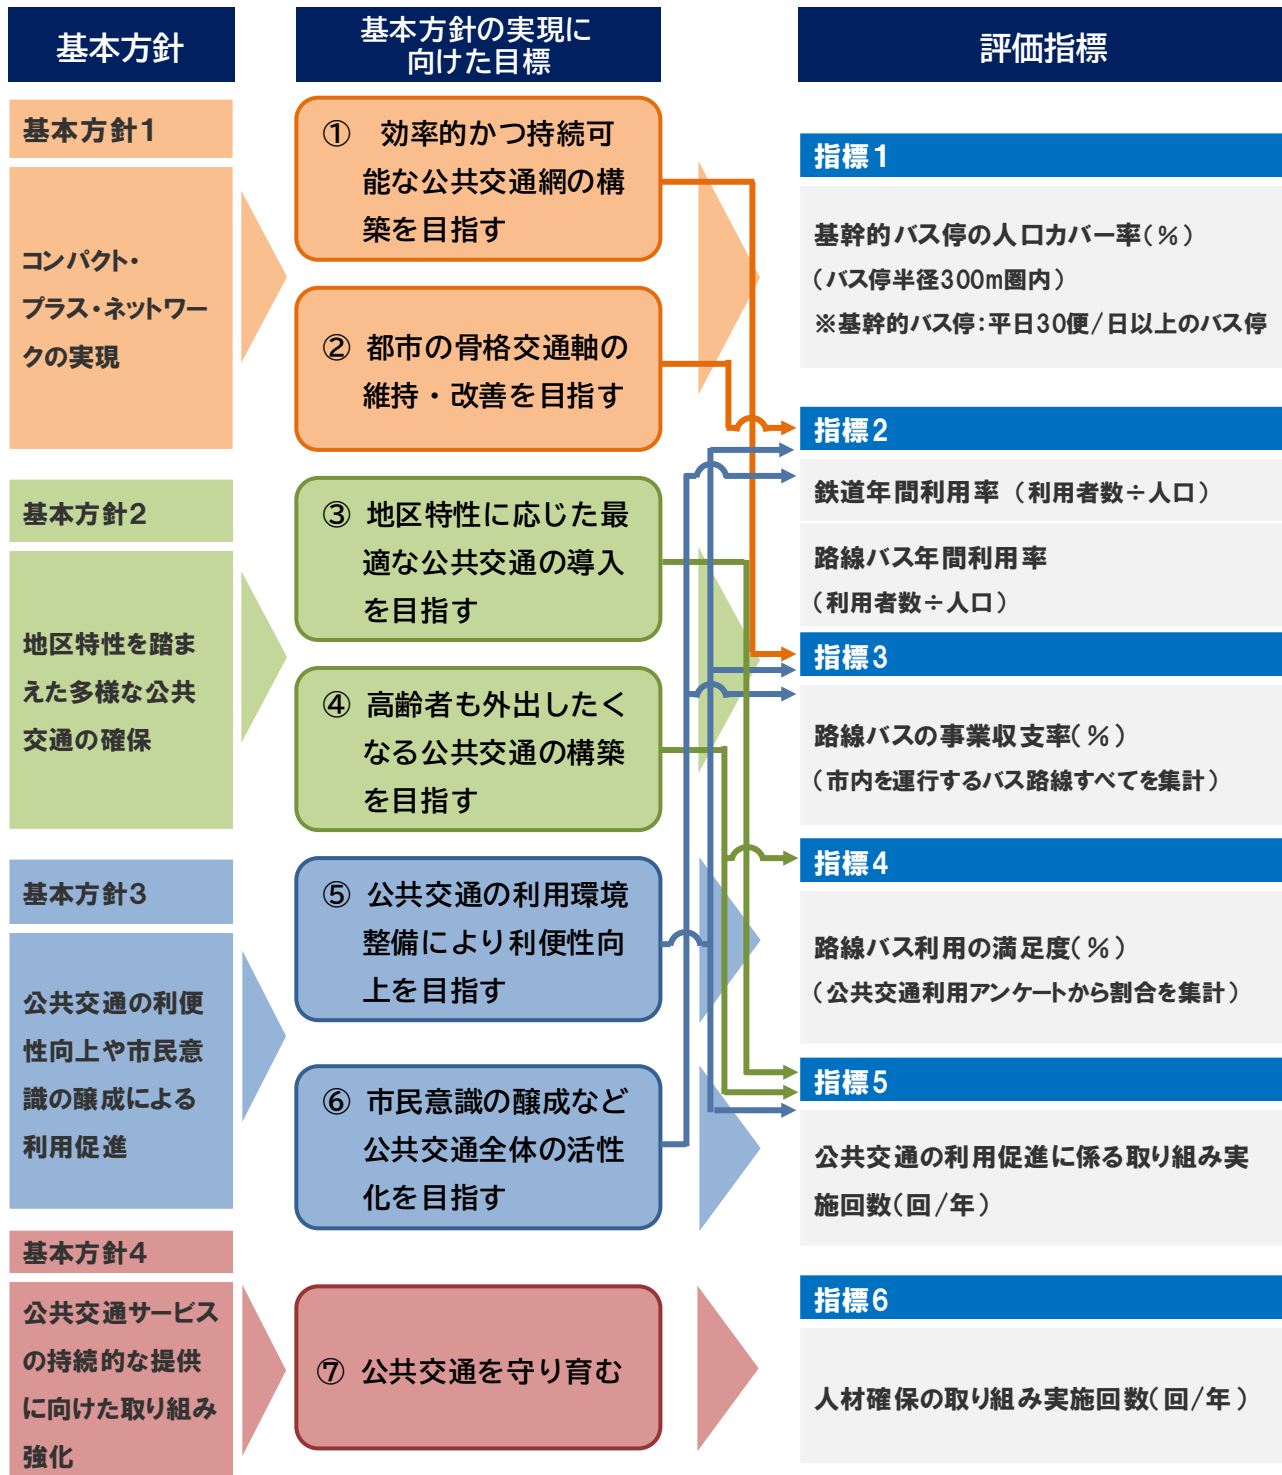 基本方針
基本方針の実現に
向けた目標
評価指標
基本方針1
コンパクト・
プラス・ネットワー
クの実現
① 効率的かつ持続可
能な公共交通網の構
築を目指す
② 都市の骨格交通軸の
維持・改善を目指す
指標1
基幹的バス停の人口カバー率(%)
(バス停半径300m圏内)
※基幹的バス停:平日30便/日以上のバス停
指標2
鉄道年間利用率 (利用者数÷人口)
路線バス年間利用率
(利用者数÷人口)
基本方針2
地区特性を踏ま
えた多様な公共
交通の確保
③ 地区特性に応じた最
適な公共交通の導入
を目指す
④ 高齢者も外出したく
なる公共交通の構築
を目指す
指標3
路線バスの事業収支率(%)
(市内を運行するバス路線すべてを集計)
指標4
路線バス利用の満足度(%)
(公共交通利用アンケートから割合を集計)
基本方針3
公共交通の利便
性向上や市民意
識の醸成による
利用促進
⑤ 公共交通の利用環境
整備により利便性向
上を目指す
⑥ 市民意識の醸成など
公共交通全体の活性
化を目指す
指標5
公共交通の利用促進に係る取り組み実
施回数(回/年)
基本方針4
公共交通サービス
の持続的な提供
に向けた取り組み
強化
⑦ 公共交通を守り育む
指標6
人材確保の取り組み実施回数(回/年)